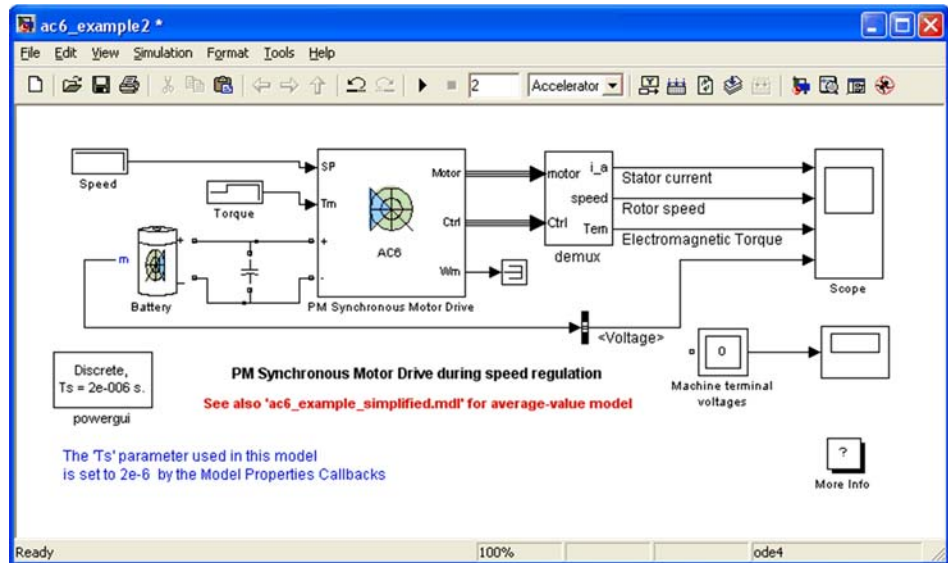 ac6_example2 *
File Edit View Simulation Format Tools Help
2 Accelerator
Speed
Torque
SP
Tm
+
-
Motor
Ctrl
Wm
AC6
PM Synchronous Motor Drive
motor i_a
speed
Ctrl Tem
demux
Stator current
Rotor speed
Electromagnetic Torque
Scope
m
+
-
Battery
<Voltage>
0
Machine terminal
voltages
Discrete,
Ts = 2e-006 s.
powergui
PM Synchronous Motor Drive during speed regulation
See also 'ac6_example_simplified.mdl' for average-value model
The 'Ts' parameter used in this model
is set to 2e-6 by the Model Properties Callbacks
?
More Info
Ready 100% ode4